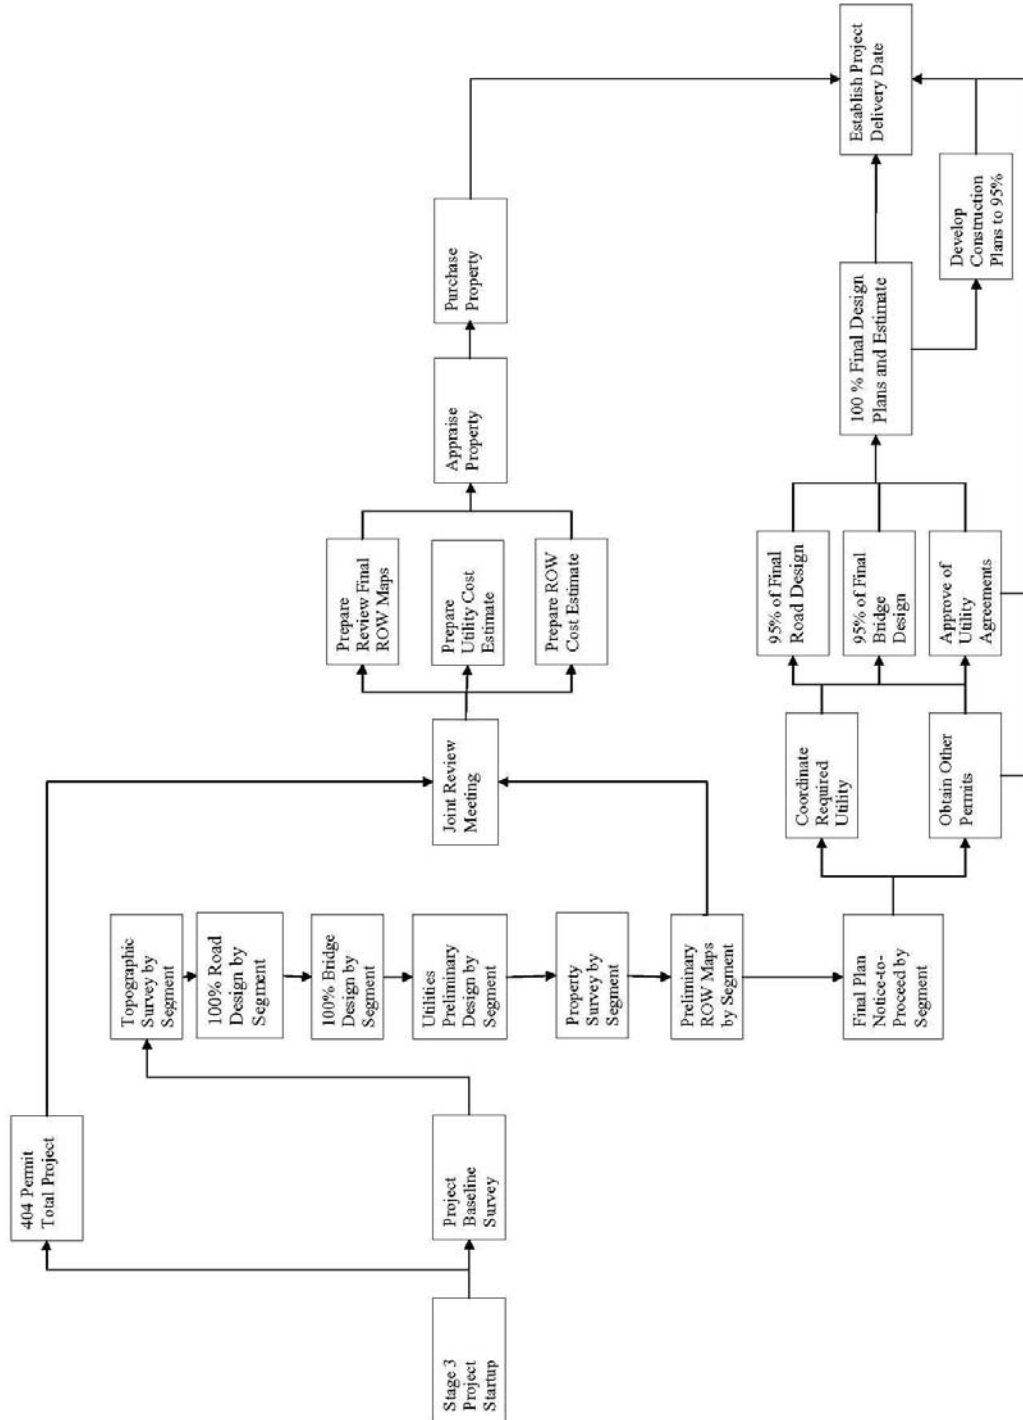 Stage 3
Project
Startup
404 Permit
Total Project
Project
Baseline
Survey
Topographic
Survey by
Segment
100% Road
Design by
Segment
100% Bridge
Design by
Segment
Utilities
Preliminary
Design by
Segment
Property
Survey by
Segment
Preliminary
ROW Maps
by Segment
Final Plan
Notice-to-
Proceed by
Segment
Joint Review
Meeting
Coordinate
Required
Utility
Obtain Other
Permits
Prepare
Review Final
ROW Maps
Prepare
Utility Cost
Estimate
Prepare ROW
Cost Estimate
95% of Final
Road Design
95% of Final
Bridge
Design
Approve of
Utility
Agreements
Appraise
Property
Purchase
Property
100 % Final Design
Plans and Estimate
Develop
Construction
Plans to 95%
Establish Project
Delivery Date